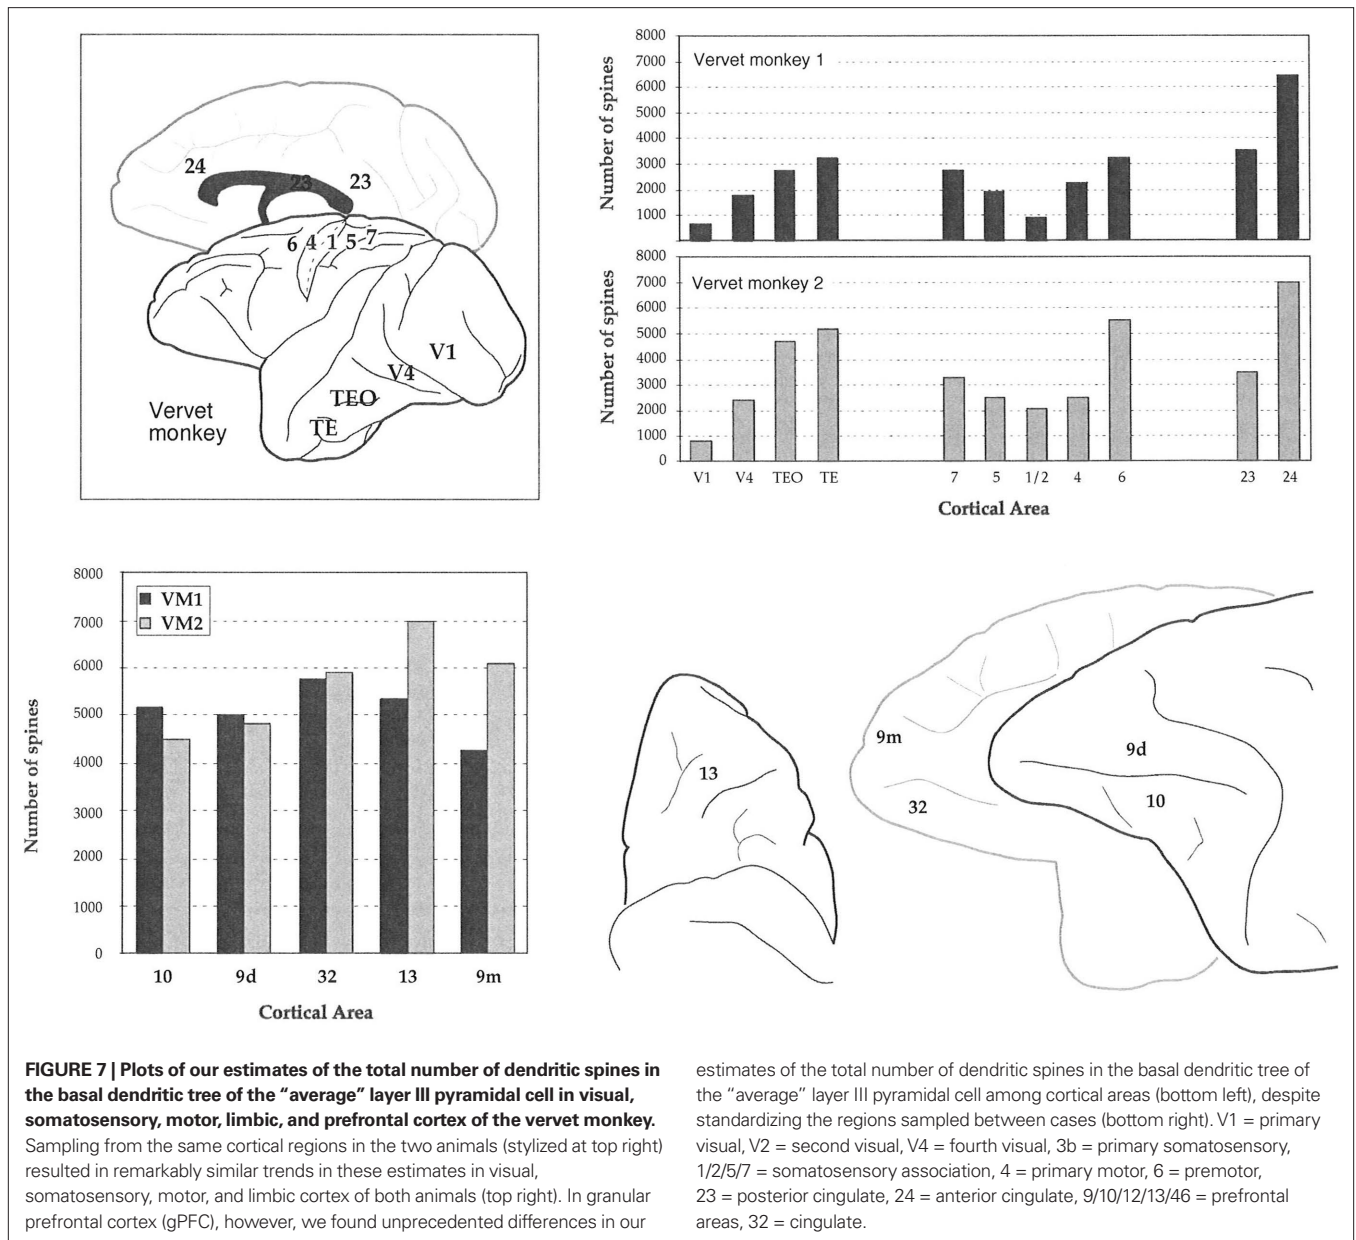 24
23
23
6 4 1 5 7
V1
V4
TEO
TE
Vervet
monkey
8000
7000
6000
5000
4000
3000
2000
1000
Number of spines
Vervet monkey 1
8000
7000
6000
5000
4000
3000
2000
1000
0
Number of spines
Vervet monkey 2
V1 V4 TEO TE 7 5 1/2 4 6 23 24
Cortical Area
8000
7000
6000
5000
4000
3000
2000
1000
0
Number of spines
VM1
VM2
10 9d 32 13 9m
Cortical Area
13
9m
32
9d
10
FIGURE 7 | Plots of our estimates of the total number of dendritic spines in
the basal dendritic tree of the “average” layer III pyramidal cell in visual,
somatosensory, motor, limbic, and prefrontal cortex of the vervet monkey.
Sampling from the same cortical regions in the two animals (stylized at top right)
resulted in remarkably similar trends in these estimates in visual,
somatosensory, motor, and limbic cortex of both animals (top right). In granular
prefrontal cortex (gPFC), however, we found unprecedented differences in our
estimates of the total number of dendritic spines in the basal dendritic tree of
the “average” layer III pyramidal cell among cortical areas (bottom left), despite
standardizing the regions sampled between cases (bottom right). V1 = primary
visual, V2 = second visual, V4 = fourth visual, 3b = primary somatosensory,
1/2/5/7 = somatosensory association, 4 = primary motor, 6 = premotor,
23 = posterior cingulate, 24 = anterior cingulate, 9/10/12/13/46 = prefrontal
areas, 32 = cingulate.